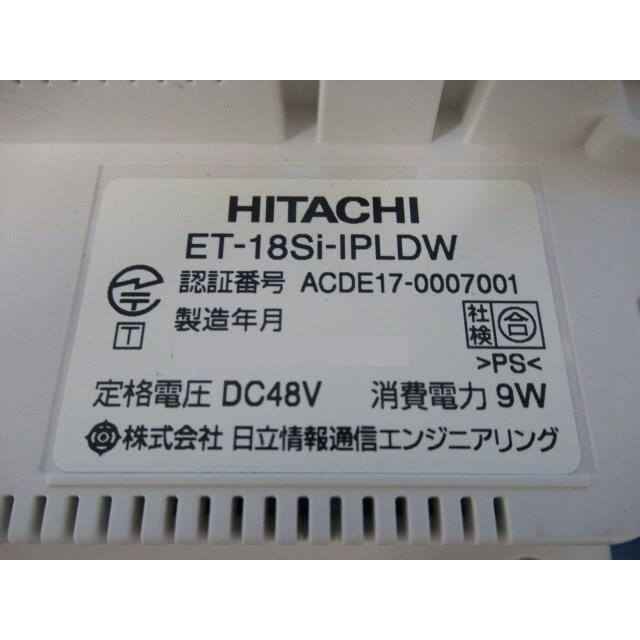 HITACHI
ET-18Si-IPLDW
認証番号 ACDE17-0007001
T
製造年月
社検 合
>PS<
定格電圧 DC48V 消費電力 9W
株式会社 日立情報通信エンジニアリング